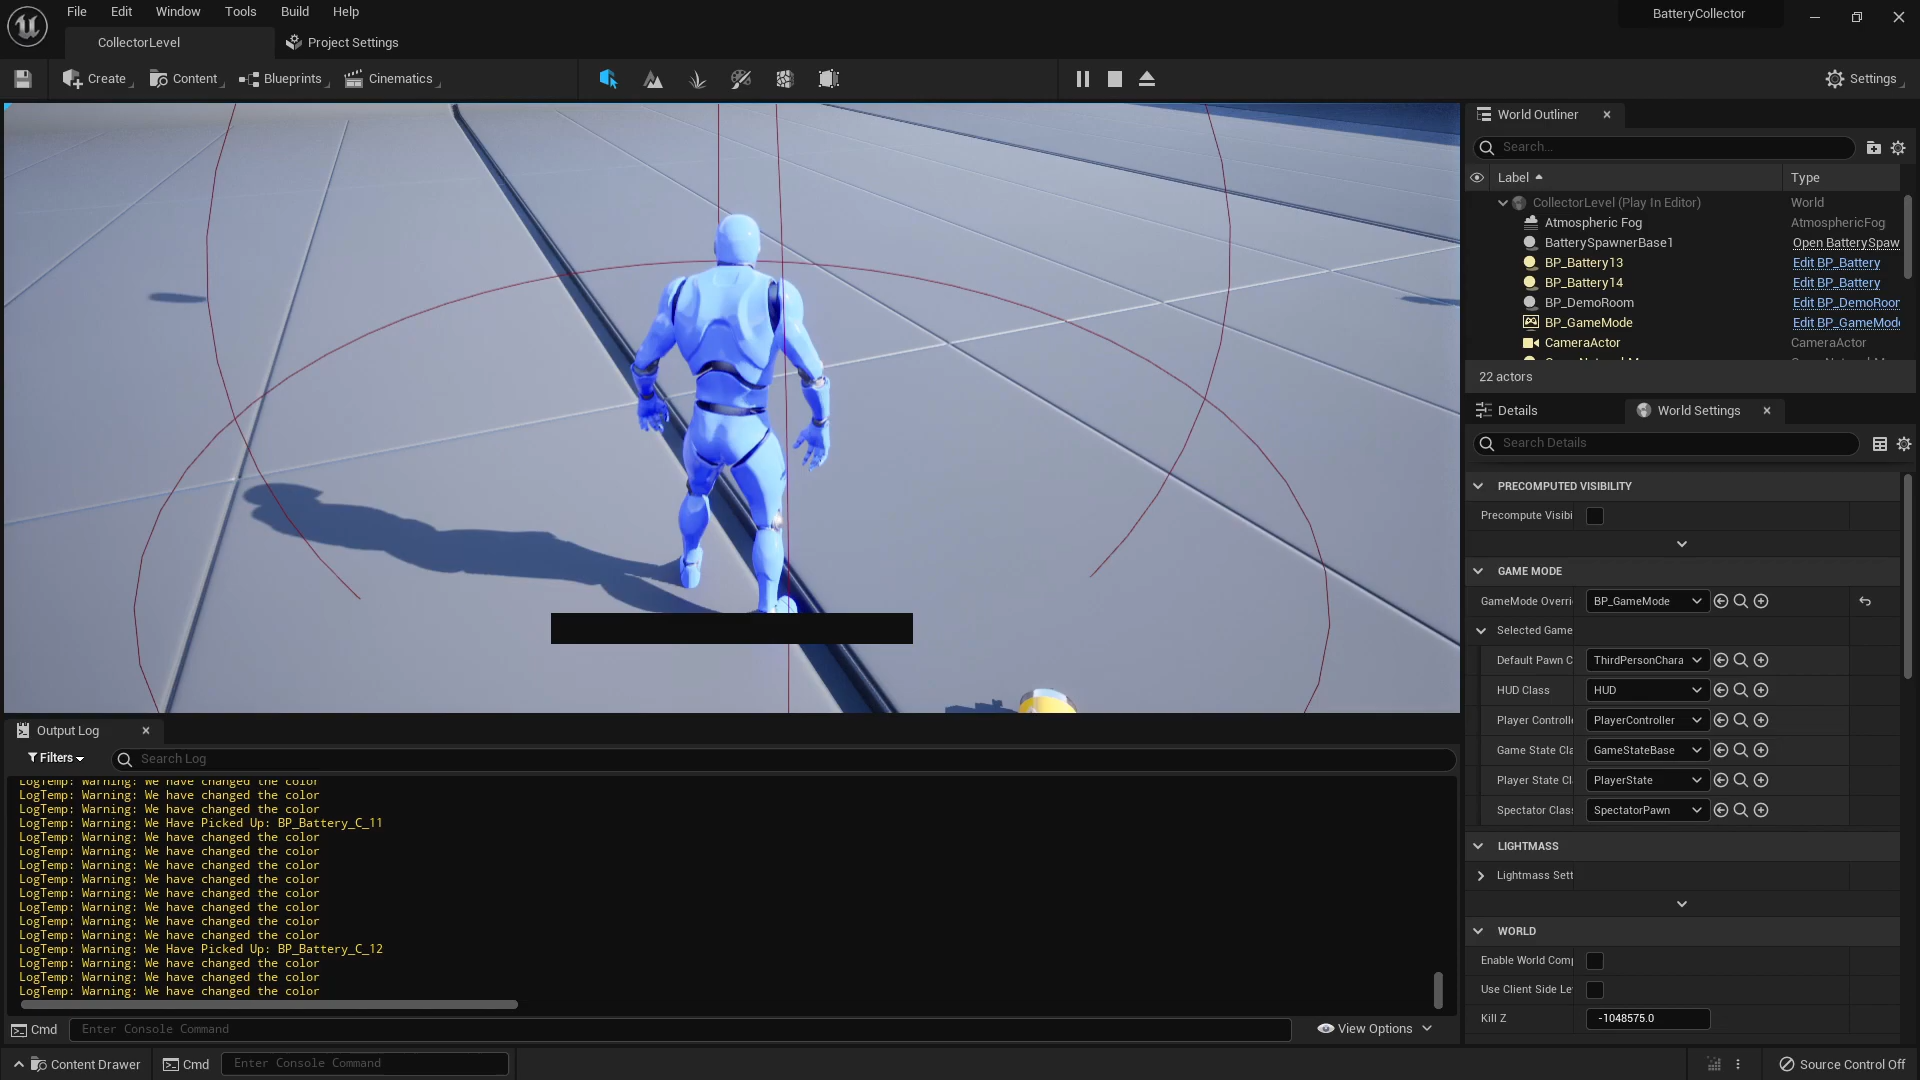 File Edit Window Tools Build Help
BatteryCollector
CollectorLevel
Project Settings
Create
Content
Blueprints
Cinematics
Settings
World Outliner
Search...
Label
Type
CollectorLevel (Play In Editor) World
Atmospheric Fog AtmosphericFog
BatterySpawnerBase1 Open BatterySpaw
BP_Battery13 Edit BP_Battery
BP_Battery14 Edit BP_Battery
BP_DemoRoom Edit BP_DemoRoor
BP_GameMode Edit BP_GameMode
CameraActor CameraActor
22 actors
Details
World Settings
Search Details
PRECOMPUTED VISIBILITY
Precompute Visibi
GAME MODE
GameMode Overri BP_GameMode
Selected Game
Default Pawn C ThirdPersonChara
HUD Class HUD
Player Controlle PlayerController
Game State Cla GameStateBase
Player State Cl PlayerState
Spectator Class SpectatorPawn
LIGHTMASS
Lightmass Sett
WORLD
Enable World Comp
Use Client Side Le
Kill Z -1048575.0
Output Log
Filters
Search Log
LogTemp: Warning: We have changed the color
LogTemp: Warning: We have changed the color
LogTemp: Warning: We have changed the color
LogTemp: Warning: We Have Picked Up: BP_Battery_C_11
LogTemp: Warning: We have changed the color
LogTemp: Warning: We have changed the color
LogTemp: Warning: We have changed the color
LogTemp: Warning: We have changed the color
LogTemp: Warning: We have changed the color
LogTemp: Warning: We have changed the color
LogTemp: Warning: We have changed the color
LogTemp: Warning: We have changed the color
LogTemp: Warning: We Have Picked Up: BP_Battery_C_12
LogTemp: Warning: We have changed the color
LogTemp: Warning: We have changed the color
LogTemp: Warning: We have changed the color
Cmd
Enter Console Command
View Options
Content Drawer
Cmd
Enter Console Command
Source Control Off